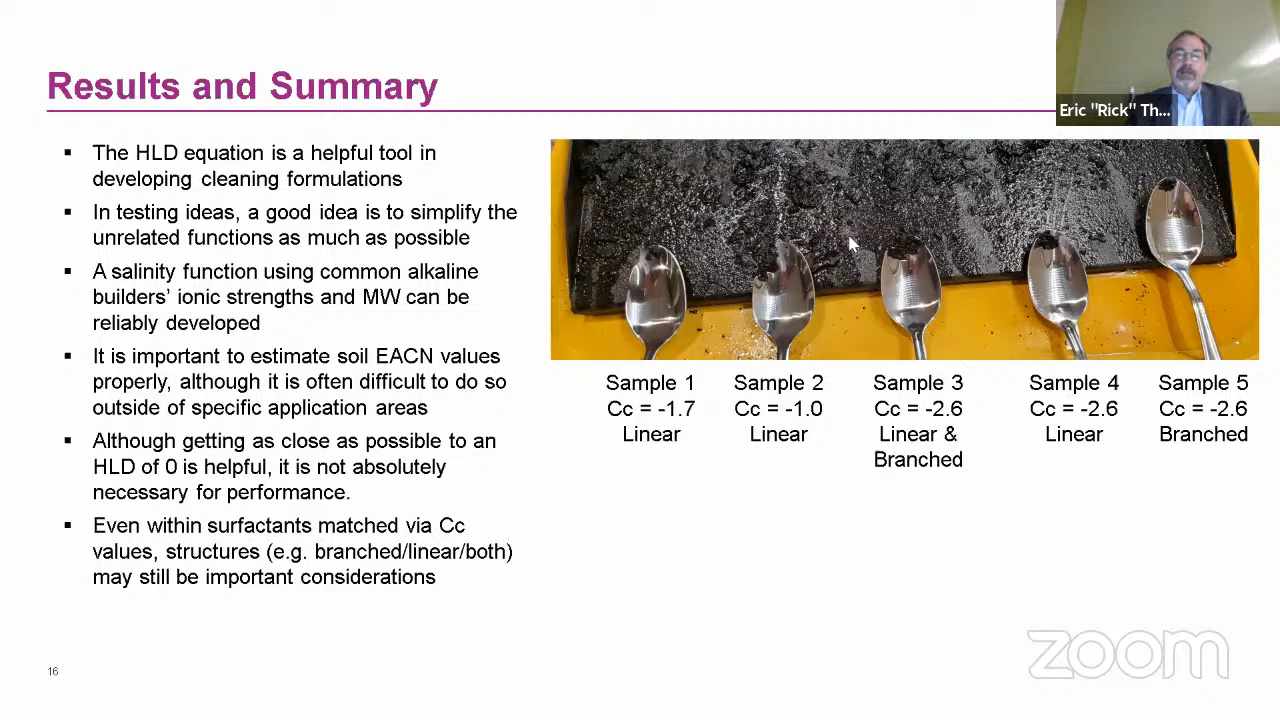 Results and Summary
Eric "Rick" Th...
▪ The HLD equation is a helpful tool in
developing cleaning formulations
▪ In testing ideas, a good idea is to simplify the
unrelated functions as much as possible
▪ A salinity function using common alkaline
builders' ionic strengths and MW can be
reliably developed
▪ It is important to estimate soil EACN values
properly, although it is often difficult to do so
outside of specific application areas
▪ Although getting as close as possible to an
HLD of 0 is helpful, it is not absolutely
necessary for performance.
▪ Even within surfactants matched via Cc
values, structures (e.g. branched/linear/both)
may still be important considerations
Sample 1
Cc = -1.7
Linear
Sample 2
Cc = -1.0
Linear
Sample 3
Cc = -2.6
Linear &
Branched
Sample 4
Cc = -2.6
Linear
Sample 5
Cc = -2.6
Branched
16
zoom